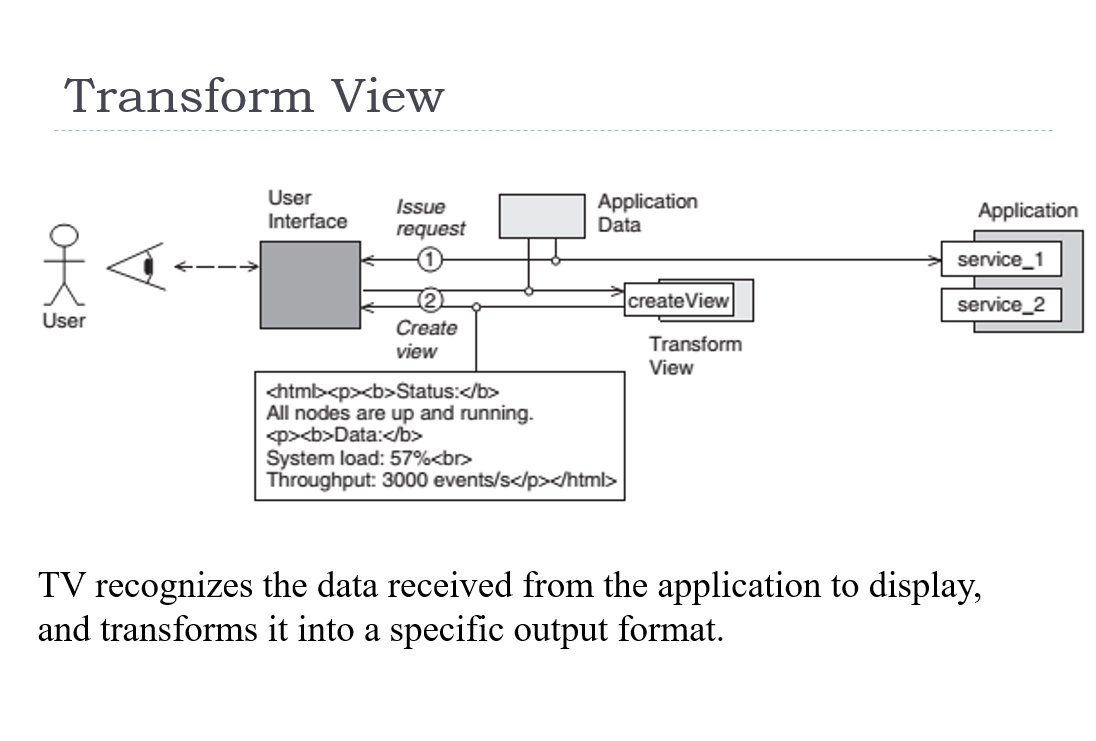 Transform View
User
Interface
Issue
request
Application
Data
Application
1
service_1
createView
2
service_2
User
Create
view
Transform
View
<html><p><b>Status:</b>
All nodes are up and running.
<p><b>Data:</b>
System load: 57%<br>
Throughput: 3000 events/s</p></html>
TV recognizes the data received from the application to display,
and transforms it into a specific output format.